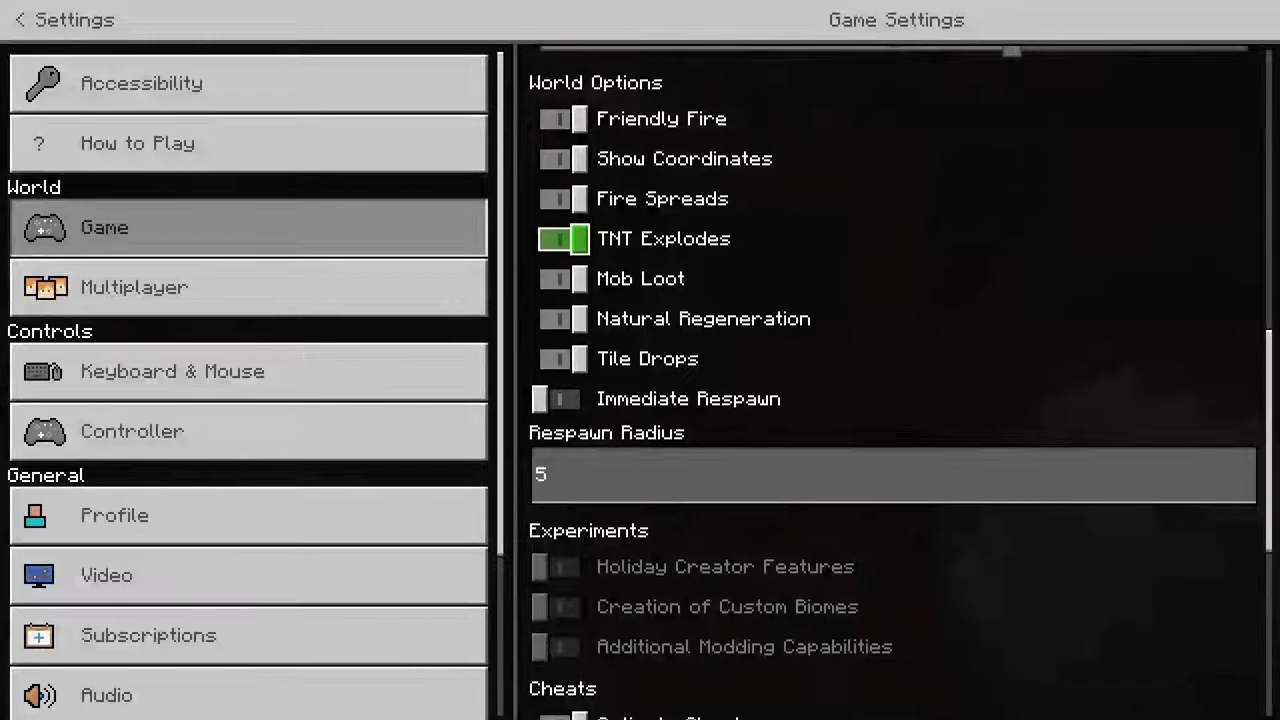 Settings
Game Settings
Accessibility
? How to Play
World
Game
Multiplayer
Controls
Keyboard & Mouse
Controller
General
Profile
Video
Subscriptions
Audio
World Options
Friendly Fire
Show Coordinates
Fire Spreads
TNT Explodes
Mob Loot
Natural Regeneration
Tile Drops
Immediate Respawn
Respawn Radius
5
Experiments
Holiday Creator Features
Creation of Custom Biomes
Additional Modding Capabilities
Cheats